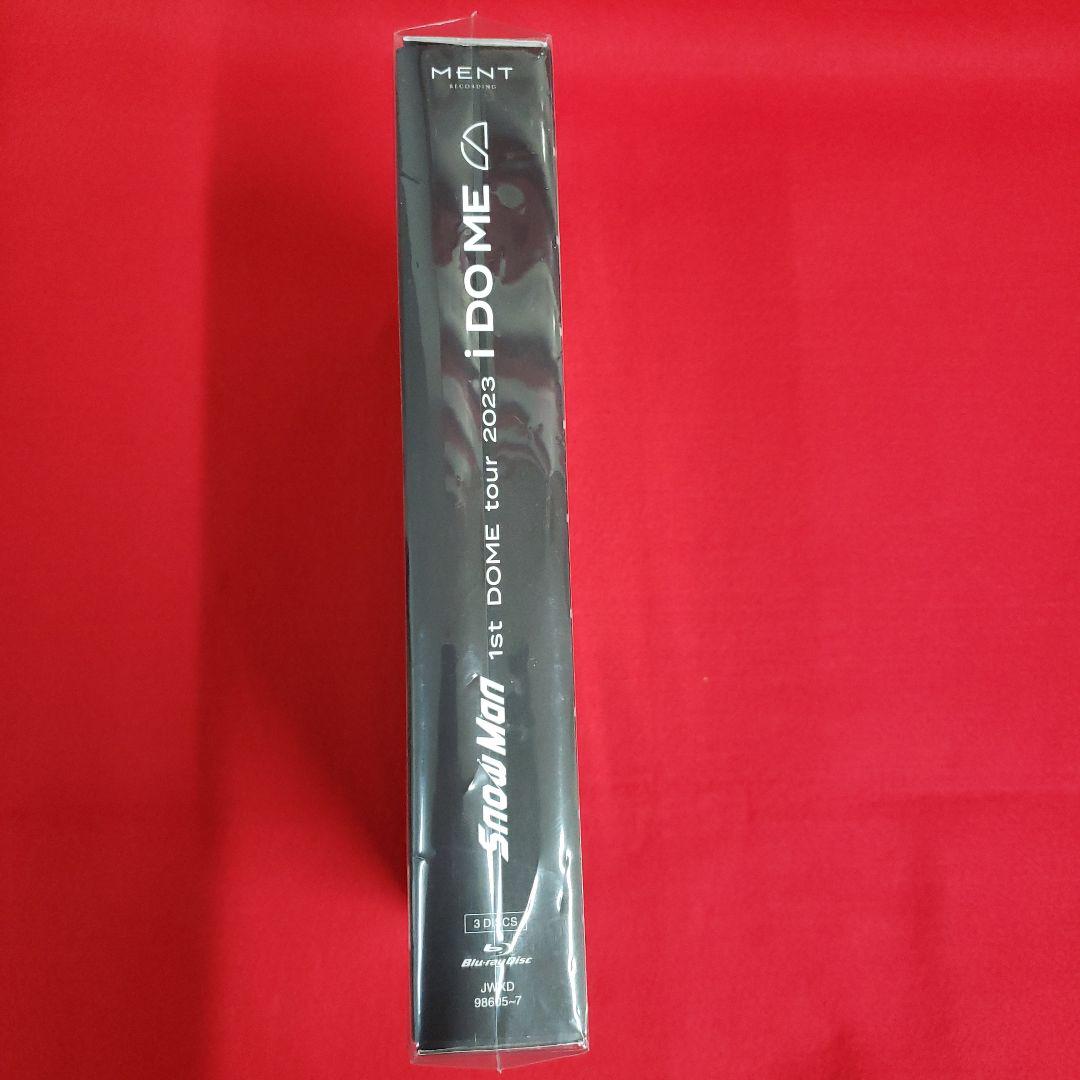 MENT
RECORDING
Snow Man 1st DOME tour 2023 i DO ME
3 DISCS
Blu-ray Disc
JWXD
98605~7